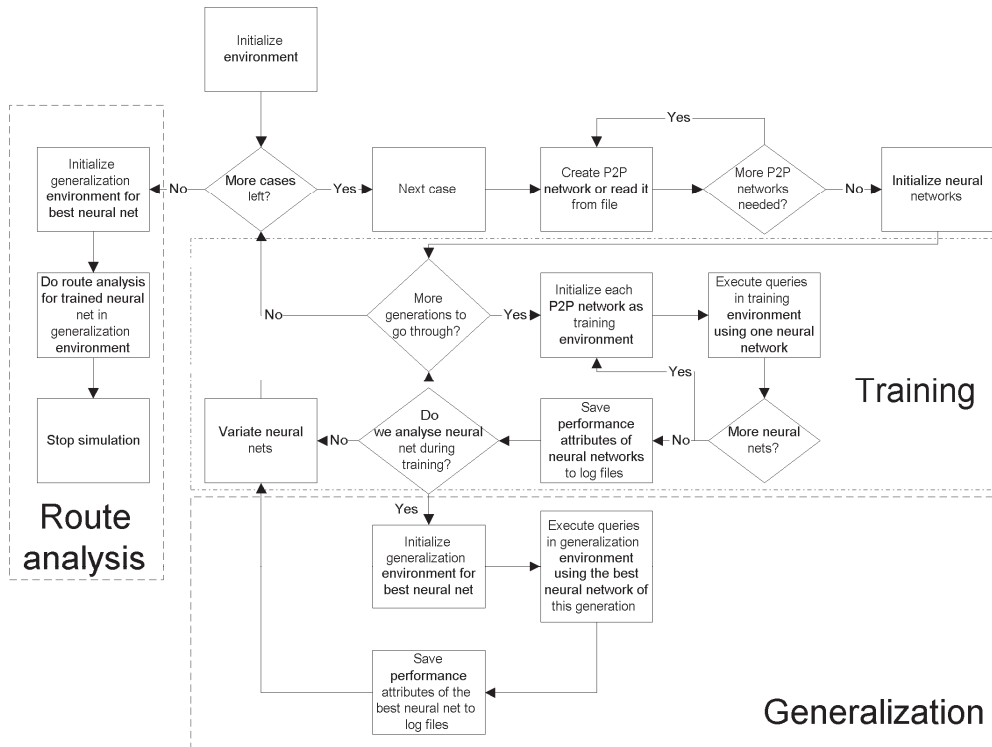 Initialize
environment
Initialize
generalization
environment for
best neural net
No
More cases
left?
Yes
Next case
Create P2P
network or read it
from file
Yes
More P2P
networks
needed?
No
Initialize neural
networks
Do route analysis
for trained neural
net in
generalization
environment
Stop simulation
Route
analysis
No
More
generations to
go through?
Yes
Initialize each
P2P network as
training
environment
Execute queries
in training
environment
using one neural
network
Yes
Training
Variate neural
nets
No
Do
we analyse neural
net during
training?
Save
performance
attributes of
neural networks
to log files
No
More neural
nets?
Yes
Initialize
generalization
environment for
best neural net
Execute queries
in generalization
environment
using the best
neural network of
this generation
Save
performance
attributes of the
best neural net to
log files
Generalization